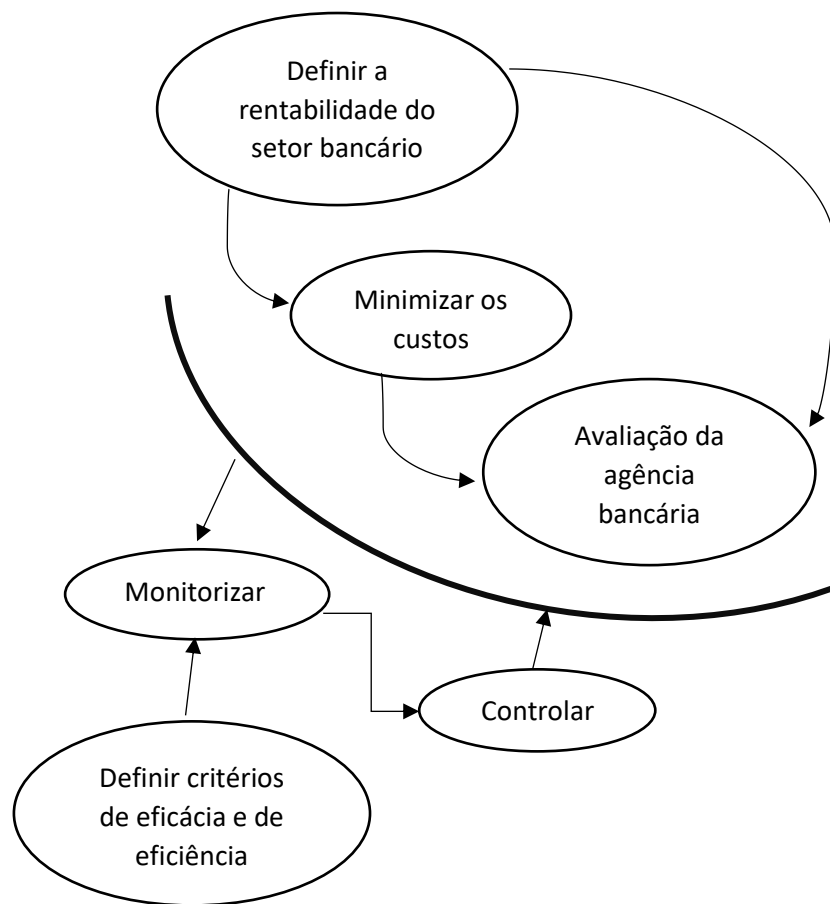 Definir a
rentabilidade do
setor bancário
Minimizar os
custos
Avaliação da
agência
bancária
Monitorizar
Controlar
Definir critérios
de eficácia e de
eficiência